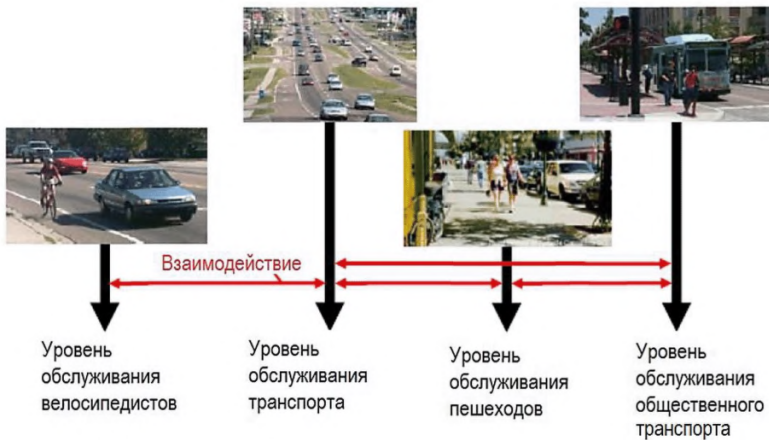 Взаимодействие
Уровень
обслуживания
велосипедистов
Уровень
обслуживания
транспорта
Уровень
обслуживания
пешеходов
Уровень
обслуживания
общественного
транспорта